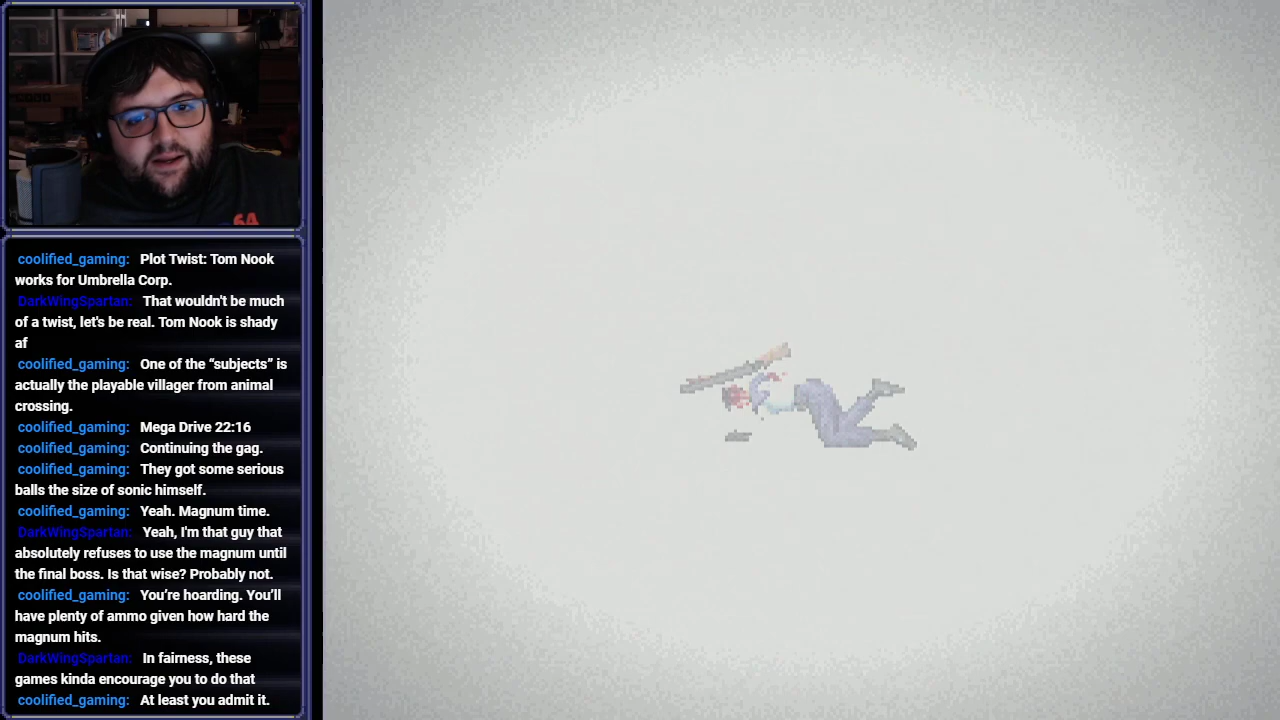 64
coolified_gaming: Plot Twist: Tom Nook
works for Umbrella Corp.
DarkWingSpartan: That wouldn't be much
of a twist, let's be real. Tom Nook is shady
af
coolified_gaming: One of the “subjects” is
actually the playable villager from animal
crossing.
coolified_gaming: Mega Drive 22:16
coolified_gaming: Continuing the gag.
coolified_gaming: They got some serious
balls the size of sonic himself.
coolified_gaming: Yeah. Magnum time.
DarkWingSpartan: Yeah, I'm that guy that
absolutely refuses to use the magnum until
the final boss. Is that wise? Probably not.
coolified_gaming: You’re hoarding. You’ll
have plenty of ammo given how hard the
magnum hits.
DarkWingSpartan: In fairness, these
games kinda encourage you to do that
coolified_gaming: At least you admit it.